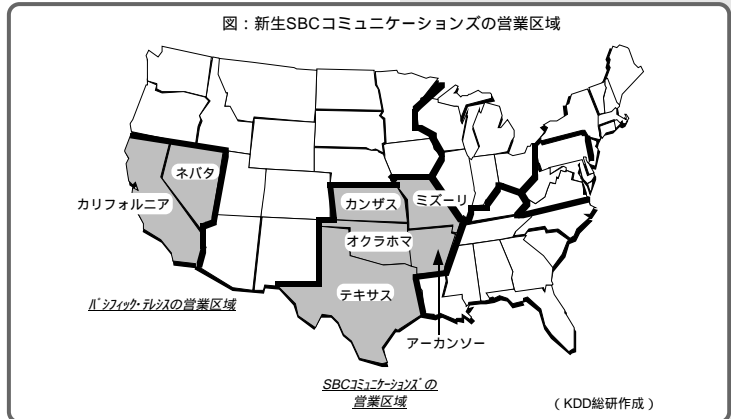 図：新生SBCコミュニケーションズの営業区域
ネバタ
カリフォルニア
カンザス
ミズーリ
オクラホマ
テキサス
パシフィック・テレシスの営業区域
アーカンソー
SBCコミュニケーションズの
営業区域
（KDD総研作成）